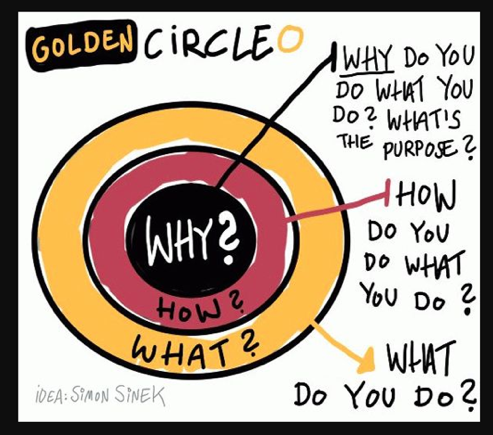 GOLDEN CiRCLE
WHY DO YOU
DO WHAT YOU
DO? WHAT'S
THE PURPOSE?
HOW
DO YOU
DO WHAT
YOU DO?
WHY?
HOW?
WHAT?
WHAT
DO YOU DO?
iDEA: SiMON SiNEK